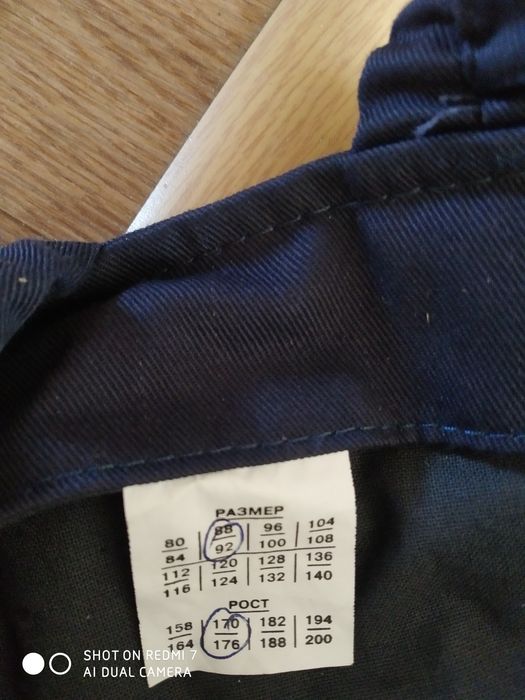 РАЗМЕР
80 | 88 | 96 | 104
84 | 92 | 100 | 108
112 | 120 | 128 | 136
116 | 124 | 132 | 140
РОСТ
158 | 170 | 182 | 194
164 | 176 | 188 | 200
SHOT ON REDMI 7
AI DUAL CAMERA